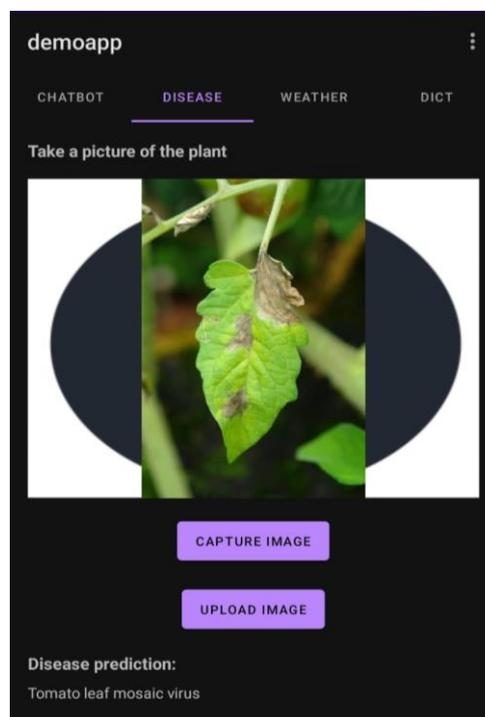 demoapp
CHATBOT DISEASE WEATHER DICT
Take a picture of the plant
CAPTURE IMAGE
UPLOAD IMAGE
Disease prediction:
Tomato leaf mosaic virus